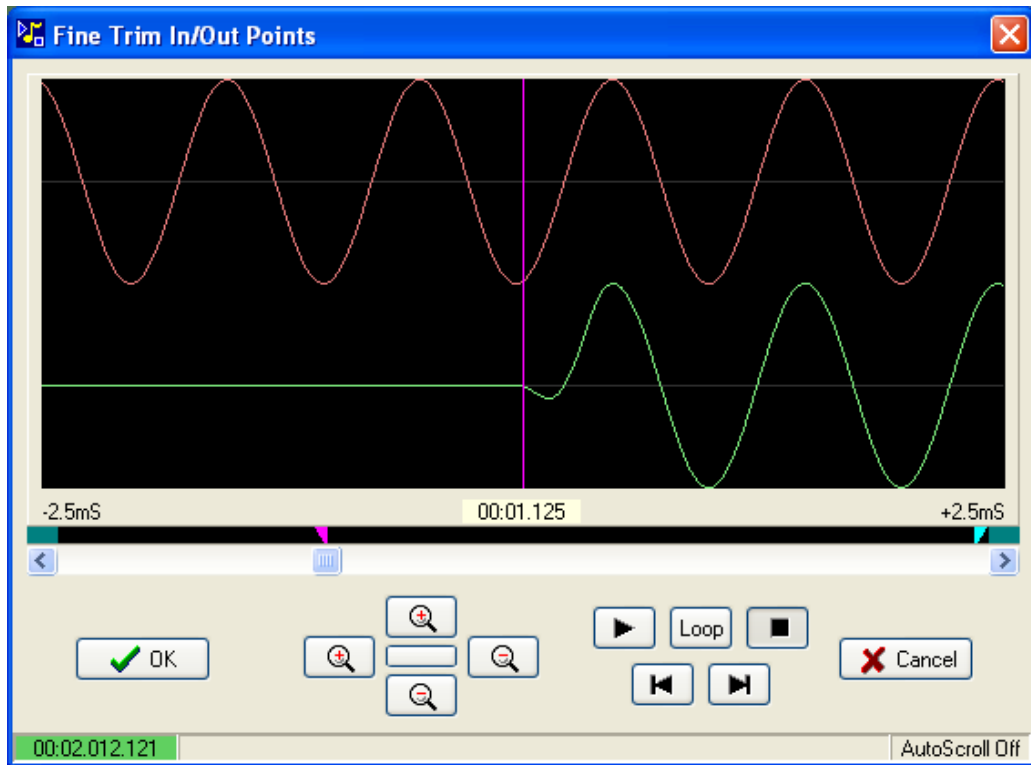 Fine Trim In/Out Points
-2.5mS 00:01.125 +2.5mS
OK Loop Cancel
00:02.012.121 AutoScroll Off